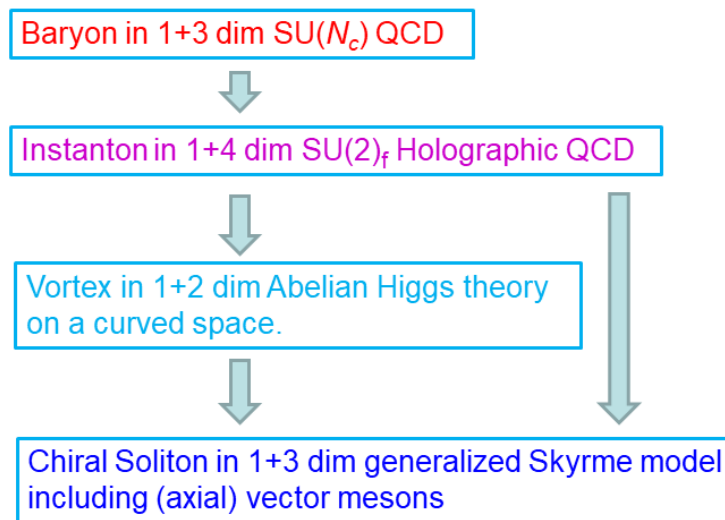 Baryon in 1+3 dim SU(Nc) QCD
Instanton in 1+4 dim SU(2)f Holographic QCD
Vortex in 1+2 dim Abelian Higgs theory
on a curved space.
Chiral Soliton in 1+3 dim generalized Skyrme model
including (axial) vector mesons